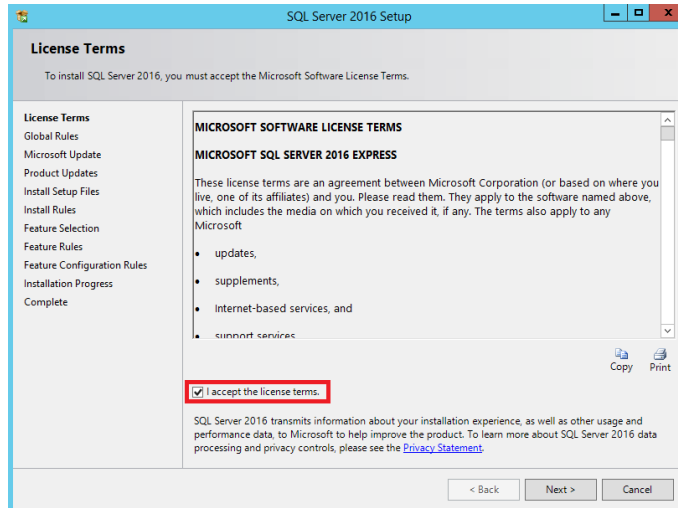 SQL Server 2016 Setup
License Terms
To install SQL Server 2016, you must accept the Microsoft Software License Terms.
License Terms
Global Rules
Microsoft Update
Product Updates
Install Setup Files
Install Rules
Feature Selection
Feature Rules
Feature Configuration Rules
Installation Progress
Complete
MICROSOFT SOFTWARE LICENSE TERMS
MICROSOFT SQL SERVER 2016 EXPRESS
These license terms are an agreement between Microsoft Corporation (or based on where you
live, one of its affiliates) and you. Please read them. They apply to the software named above,
which includes the media on which you received it, if any. The terms also apply to any
Microsoft
• updates,
• supplements,
• Internet-based services, and
• support services
Copy Print
I accept the license terms.
SQL Server 2016 transmits information about your installation experience, as well as other usage and
performance data, to Microsoft to help improve the product. To learn more about SQL Server 2016 data
processing and privacy controls, please see the Privacy Statement.
< Back Next > Cancel